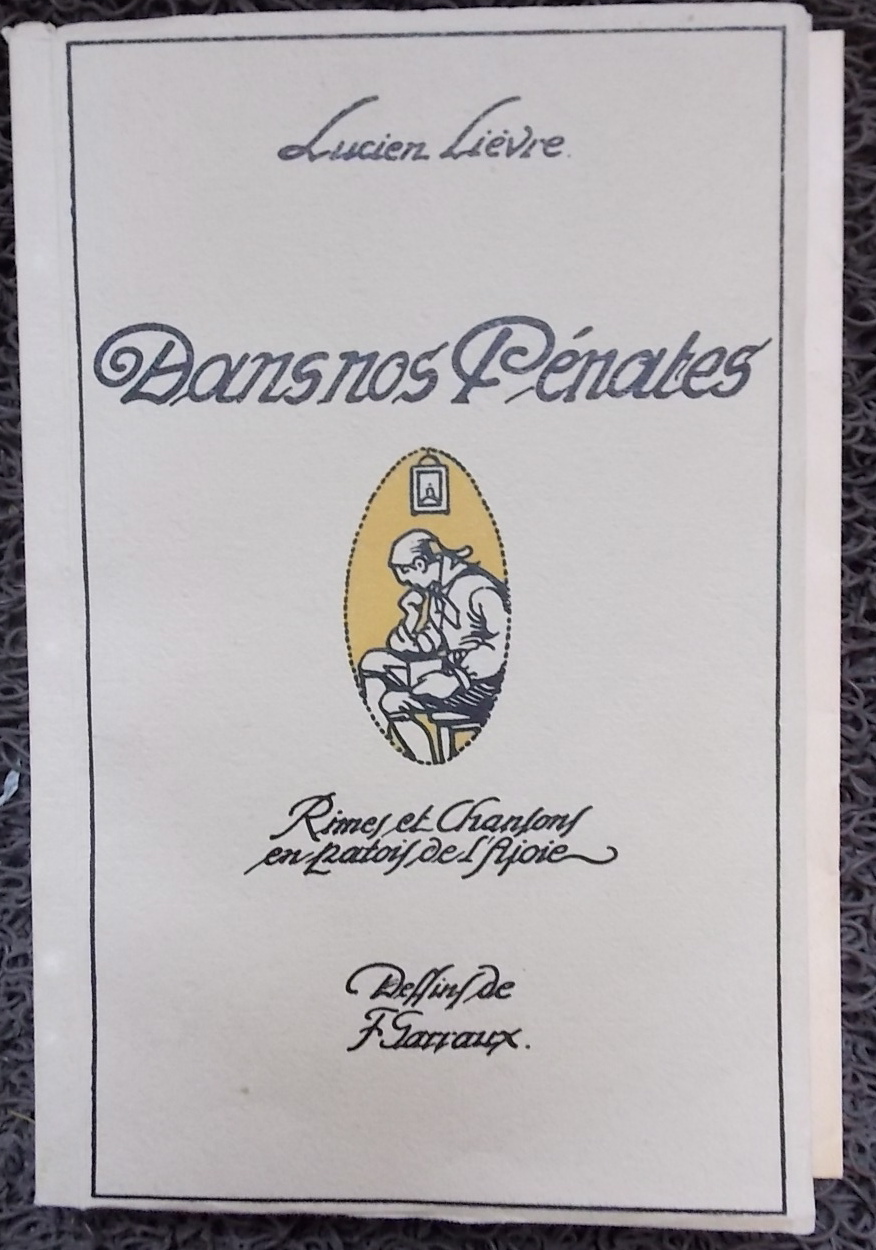 Lucien Lièvre.
Dans nos Pénates
Rimes et Chansons
en patois de l'Ajoie
Dessins de
F. Garraux.